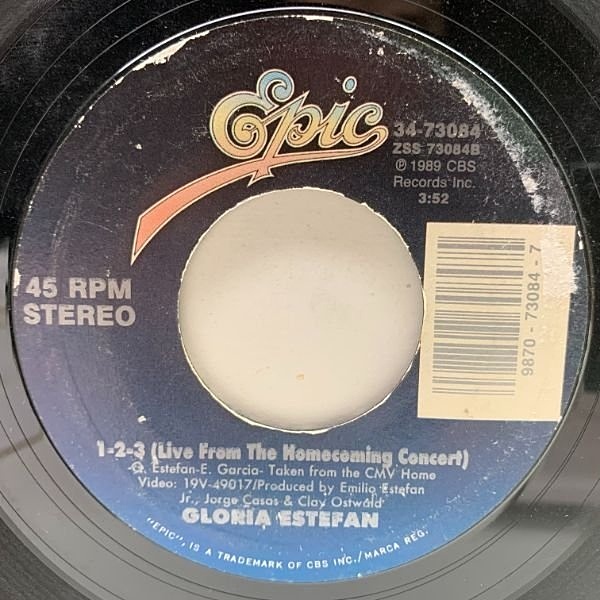 Epic
34-73084
ZSS 73084B
℗ 1989 CBS
Records Inc.
3:52
45 RPM
STEREO
9870 - 73084 - 7
1-2-3 (Live From The Homecoming Concert)
G. Estefan-E. Garcia- Taken from the CMV Home
Video: 19V-49017/Produced by Emilio Estefan
Jr., Jorge Casas & Clay Ostwald
GLORIA ESTEFAN
"EPIC", IS A TRADEMARK OF CBS INC./MARCA REG.